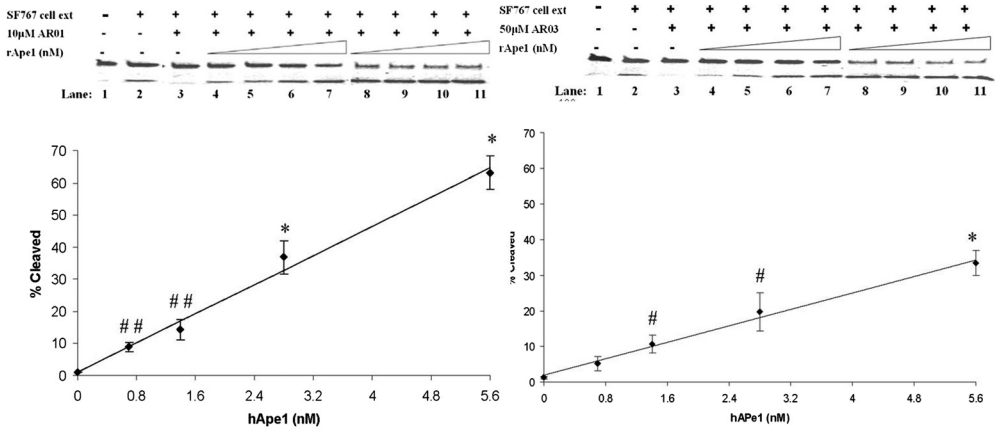 SF767 cell ext - + + + + + + + + + +
10µM AR01 - - + + + + + + + + +
rApe1 (nM) - - -
Lane: 1 2 3 4 5 6 7 8 9 10 11
% Cleaved
70
60
50
40
30
20
10
0
##
##
*
*
0 0.8 1.6 2.4 3.2 4 4.8 5.6
hApe1 (nM)
SF767 cell ext - + + + + + + + + + +
50µM AR03 - - + + + + + + + + +
rApe1 (nM) - - -
Lane: 1 2 3 4 5 6 7 8 9 10 11
% Cleaved
70
60
50
40
30
20
10
0
#
#
*
0 0.8 1.6 2.4 3.2 4 4.8 5.6
hAPe1 (nM)